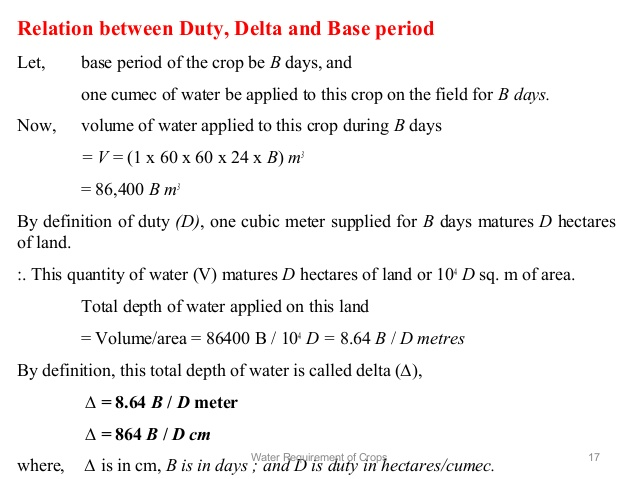 Relation between Duty, Delta and Base period
Let, base period of the crop be B days, and
one cumec of water be applied to this crop on the field for B days.
Now, volume of water applied to this crop during B days
= V = (1 x 60 x 60 x 24 x B) m³
= 86,400 B m³
By definition of duty (D), one cubic meter supplied for B days matures D hectares
of land.
:. This quantity of water (V) matures D hectares of land or 10⁴ D sq. m of area.
Total depth of water applied on this land
= Volume/area = 86400 B / 10⁴ D = 8.64 B / D metres
By definition, this total depth of water is called delta (Δ),
Δ = 8.64 B / D meter
Δ = 864 B / D cm
where, Δ is in cm, B is in days ; and D is duty in hectares/cumec.
Water Requirement of Crops
17